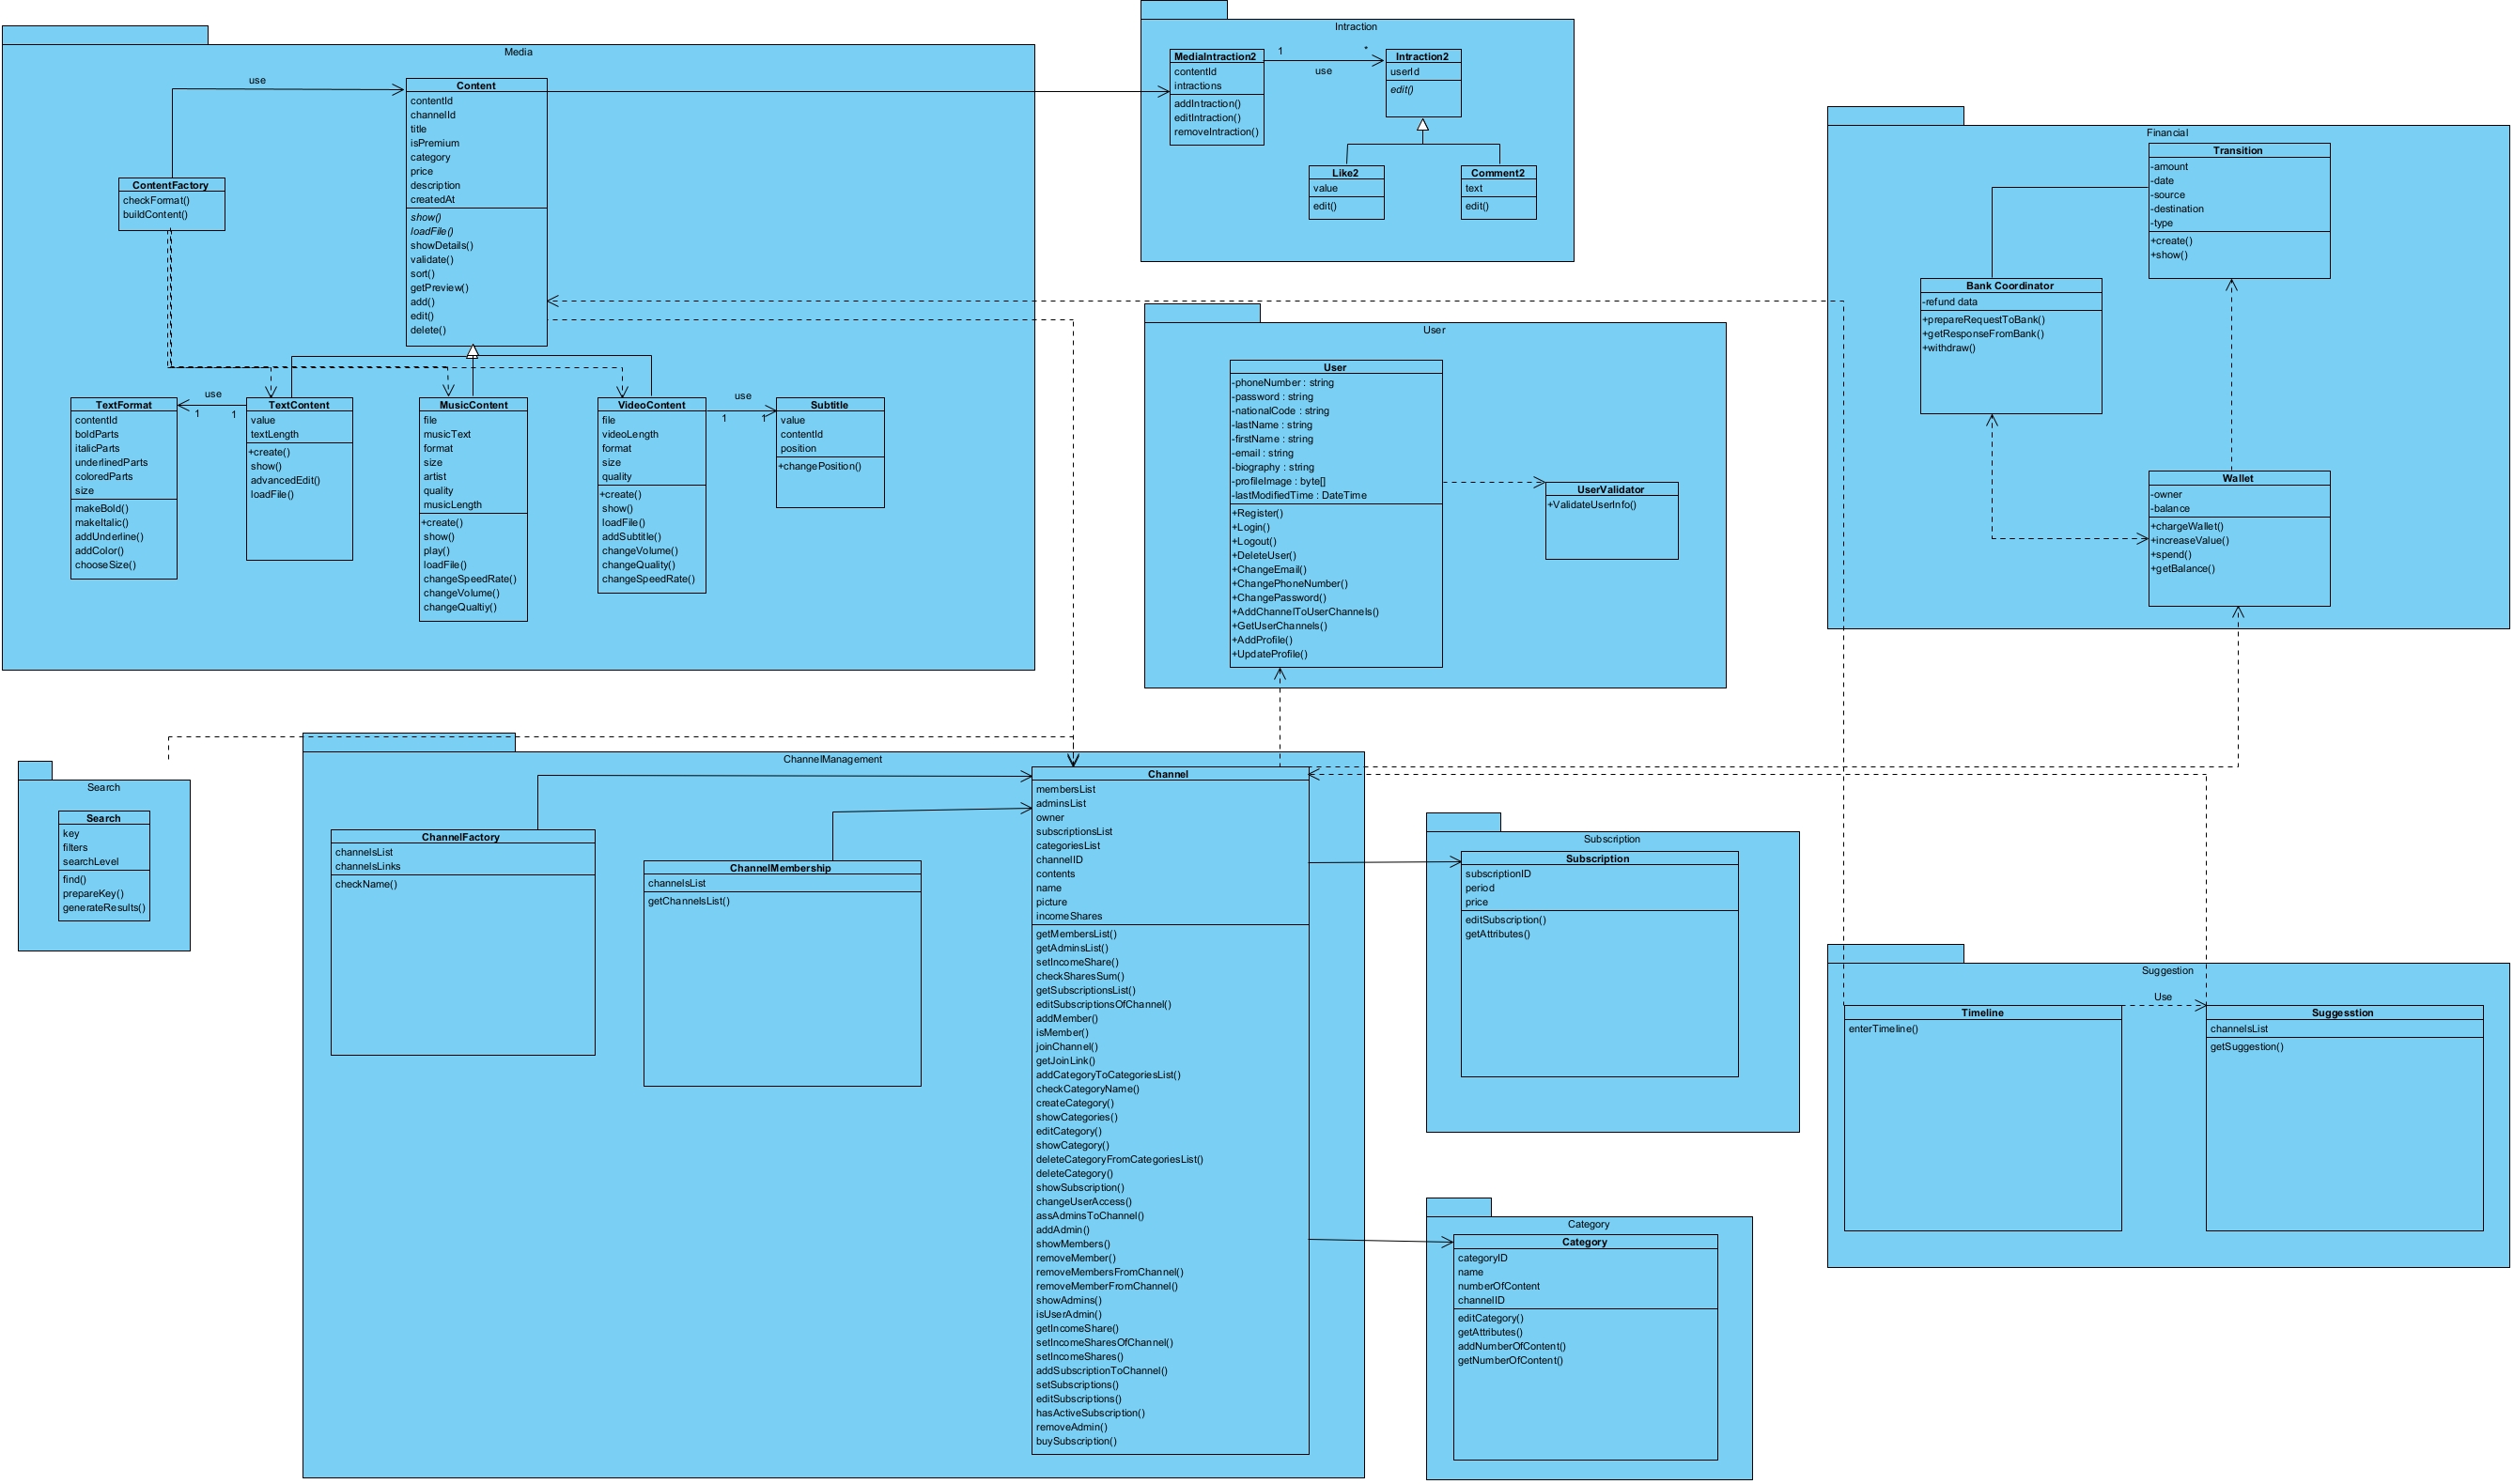 Media
use
Content
contentId
channelId
title
isPremium
category
price
description
createdAt
show()
loadFile()
showDetails()
validate()
sort()
getPreview()
add()
edit()
delete()
ContentFactory
checkFormat()
buildContent()
TextFormat
contentId
boldParts
italicParts
underlinedParts
coloredParts
size
makeBold()
makeItalic()
addUnderline()
addColor()
chooseSize()
use
1
1
TextContent
value
textLength
+create()
show()
advancedEdit()
loadFile()
MusicContent
file
musicText
format
size
artist
quality
musicLength
+create()
show()
play()
loadFile()
changeSpeedRate()
changeVolume()
changeQualtiy()
VideoContent
file
videoLength
format
size
quality
+create()
show()
loadFile()
addSubtitle()
changeVolume()
changeQuality()
changeSpeedRate()
use
1
1
Subtitle
value
contentId
position
+changePosition()
Intraction
MediaIntraction2
contentId
intractions
addIntraction()
editIntraction()
removeIntraction()
1
*
use
Intraction2
userId
edit()
Like2
value
edit()
Comment2
text
edit()
User
User
-phoneNumber : string
-password : string
-nationalCode : string
-lastName : string
-firstName : string
-email : string
-biography : string
-profileImage : byte[]
-lastModifiedTime : DateTime
+Register()
+Login()
+Logout()
+DeleteUser()
+ChangeEmail()
+ChangePhoneNumber()
+ChangePassword()
+AddChannelToUserChannels()
+GetUserChannels()
+AddProfile()
+UpdateProfile()
UserValidator
+ValidateUserInfo()
Financial
Transition
-amount
-date
-source
-destination
-type
+create()
+show()
Bank Coordinator
-refund data
+prepareRequestToBank()
+getResponseFromBank()
+withdraw()
Wallet
-owner
-balance
+chargeWallet()
+increaseValue()
+spend()
+getBalance()
Search
Search
key
filters
searchLevel
find()
prepareKey()
generateResults()
ChannelManagement
ChannelFactory
channelsList
channelsLinks
checkName()
ChannelMembership
channelsList
getChannelsList()
Channel
membersList
adminsList
owner
subscriptionsList
categoriesList
channelID
contents
name
picture
incomeShares
getMembersList()
getAdminsList()
setIncomeShare()
checkSharesSum()
getSubscriptionsList()
editSubscriptionsOfChannel()
addMember()
isMember()
joinChannel()
getJoinLink()
addCategoryToCategoriesList()
checkCategoryName()
createCategory()
showCategories()
editCategory()
showCategory()
deleteCategoryFromCategoriesList()
deleteCategory()
showSubscription()
changeUserAccess()
assAdminsToChannel()
addAdmin()
showMembers()
removeMember()
removeMembersFromChannel()
removeMemberFromChannel()
showAdmins()
isUserAdmin()
getIncomeShare()
setIncomeSharesOfChannel()
setIncomeShares()
addSubscriptionToChannel()
setSubscriptions()
editSubscriptions()
hasActiveSubscription()
removeAdmin()
buySubscription()
Subscription
Subscription
subscriptionID
period
price
editSubscription()
getAttributes()
Category
Category
categoryID
name
numberOfContent
channelID
editCategory()
getAttributes()
addNumberOfContent()
getNumberOfContent()
Suggestion
Timeline
enterTimeline()
Use
Suggesstion
channelsList
getSuggestion()